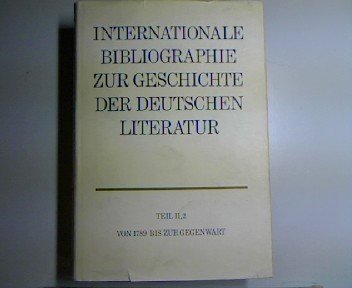 INTERNATIONALE
BIBLIOGRAPHIE
ZUR GESCHICHTE
DER DEUTSCHEN
LITERATUR
TEIL II,2
VON 1789 BIS ZUR GEGENWART